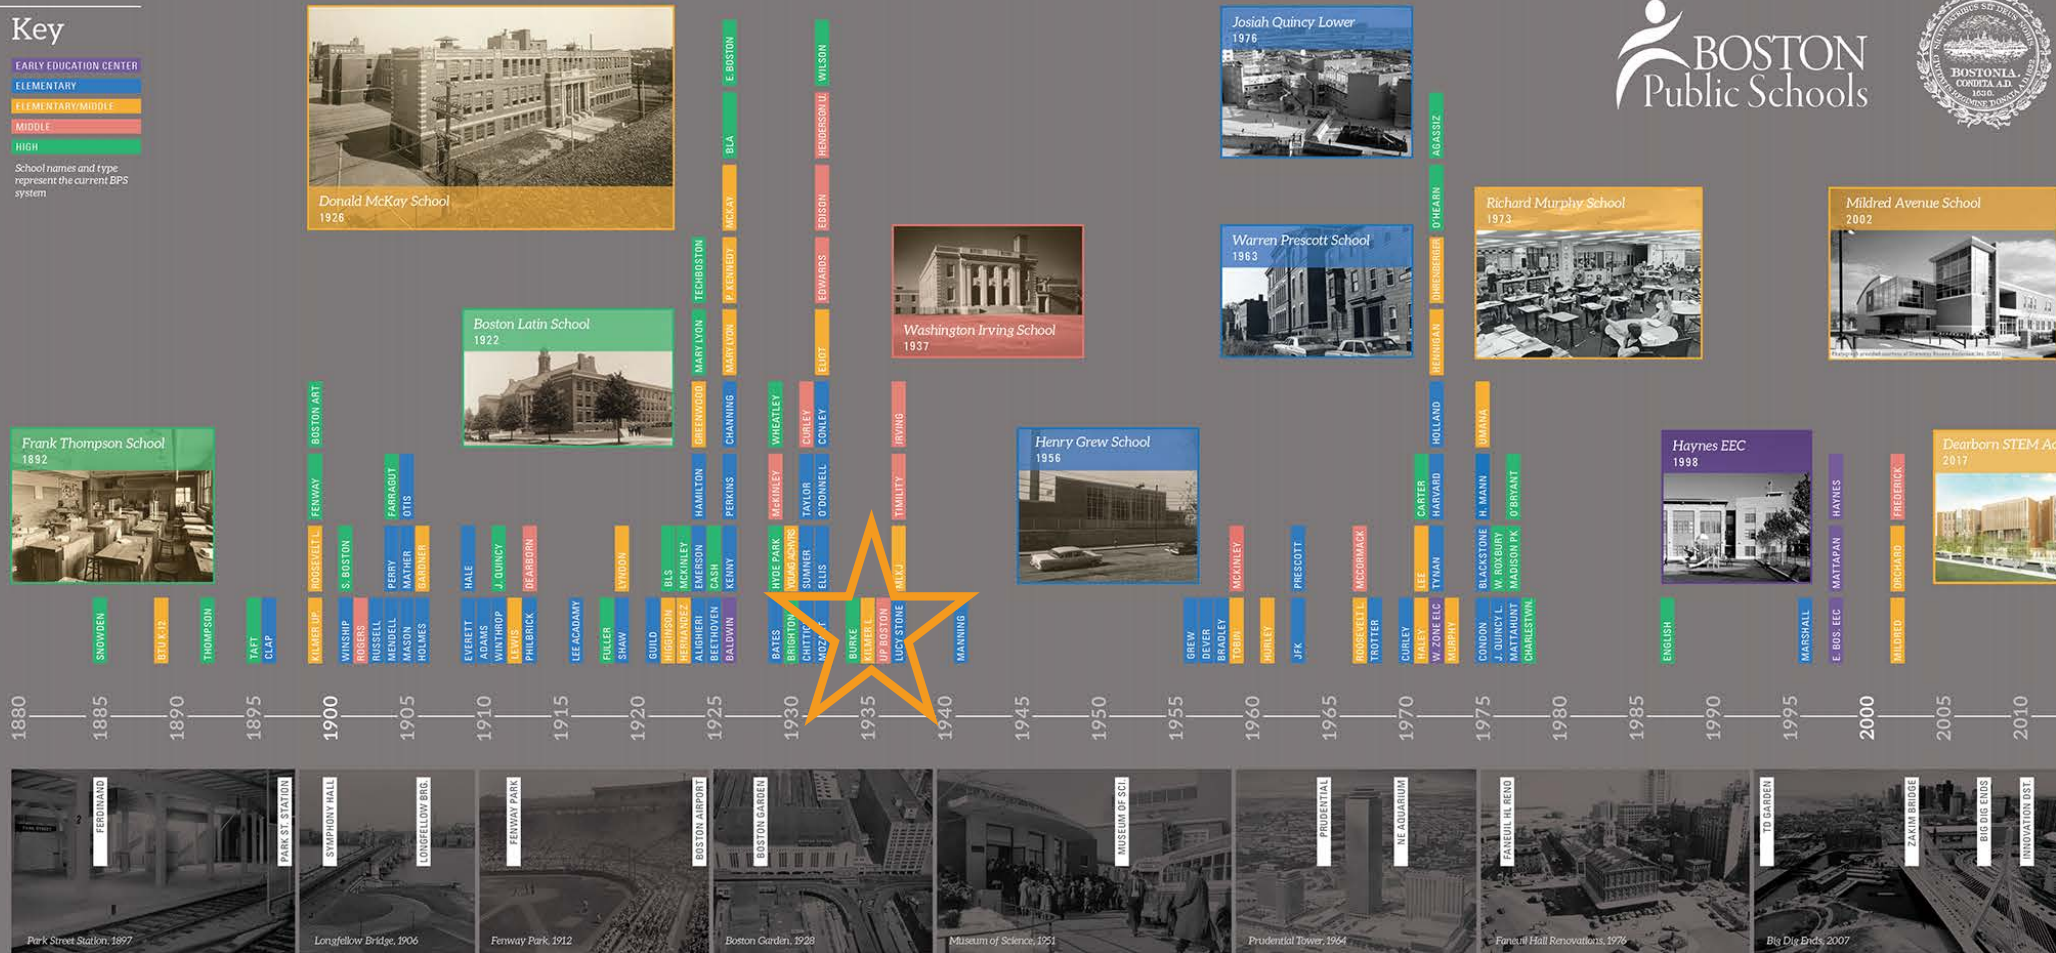 Key
EARLY EDUCATION CENTER
ELEMENTARY
ELEMENTARY/MIDDLE
MIDDLE
HIGH
School names and type
represent the current BPS
system
Donald McKay School
1926
Josiah Quincy Lower
1976
BOSTON
Public Schools
BOSTONIA.
CONDITA A.D.
1630.
Frank Thompson School
1892
Boston Latin School
1922
Washington Irving School
1937
Warren Prescott School
1963
Richard Murphy School
1973
Mildred Avenue School
2002
Henry Grew School
1956
Haynes EEC
1998
Dearborn STEM Ac
2017
SNOWDEN
BTU K-12
THOMPSON
TAFT
CLAP
BOSTON ART
FENWAY
ROOSEVELT L.
KILMER UP.
S. BOSTON
WINSHIP
ROGERS
RUSSELL
FARRAGUT
PERRY
MENDELL
OTIS
MATHER
MASON
GARDNER
HOLMES
HALE
EVERETT
ADAMS
J. QUINCY
WINTHROP
LEWIS
DEARBORN
PHILBRICK
LEE ACADAMY
FULLER
LYNDON
SHAW
GUILD
BLS
HIGGINSON
MCKINLEY
HERNANDEZ
TECHBOSTON
MARY LYON
GREENWOOD
HAMILTON
EMERSON
ALIGHIERI
CASH
BEETHOVEN
E. BOSTON
BLA
MCKAY
P. KENNEDY
MARY LYON
CHANNING
PERKINS
KENNY
BALDWIN
WHEATLEY
McKINLEY
HYDE PARK
BATES
YOUNG ACHVRS
BRIGHTON
CURLEY
TAYLOR
SUMNER
WILSON
HENDERSON U.
EDISON
EDWARDS
ELIOT
CONLEY
O'DONNELL
ELLIS
BURKE
KILMER L.
UP BOSTON
IRVING
TIMILITY
MLKJ
LUCY STONE
MANNING
GREW
DEVER
BRADLEY
MCKINLEY
TOBIN
HURLEY
PRESCOTT
JFK
MCCORMACK
ROOSEVELT L.
TROTTER
CURLEY
CARTER
LEE
HALEY
AGASSIZ
O'HEARN
OHRENBERGER
HENNIGAN
HOLLAND
HARVARD
TYNAN
W. ZONE ELC
MURPHY
UMANA
H. MANN
BLACKSTONE
CONDON
W. ROXBURY
J. QUINCY L.
O'BRYANT
MADISON PK
MATTAHUNT
CHARLESTWN.
ENGLISH
MARSHALL
HAYNES
MATTAPAN
E. BOS. EEC
FREDERICK
ORCHARD
MILDRED
1880
1885
1890
1895
1900
1905
1910
1915
1920
1925
1930
1935
1940
1945
1950
1955
1960
1965
1970
1975
1980
1985
1990
1995
2000
2005
2010
FERDINAND
PARK ST. STATION
SYMPHONY HALL
LONGFELLOW BRG.
FENWAY PARK
BOSTON AIRPORT
BOSTON GARDEN
MUSEUM OF SCI.
PRUDENTIAL
NE AQUARIUM
FANEUIL HL RENO
TD GARDEN
ZAKIM BRIDGE
BIG DIG ENDS
INNOVATION DST.
Park Street Station, 1897
Longfellow Bridge, 1906
Fenway Park, 1912
Boston Garden, 1928
Museum of Science, 1951
Prudential Tower, 1964
Faneuil Hall Renovations, 1976
Big Dig Ends, 2007